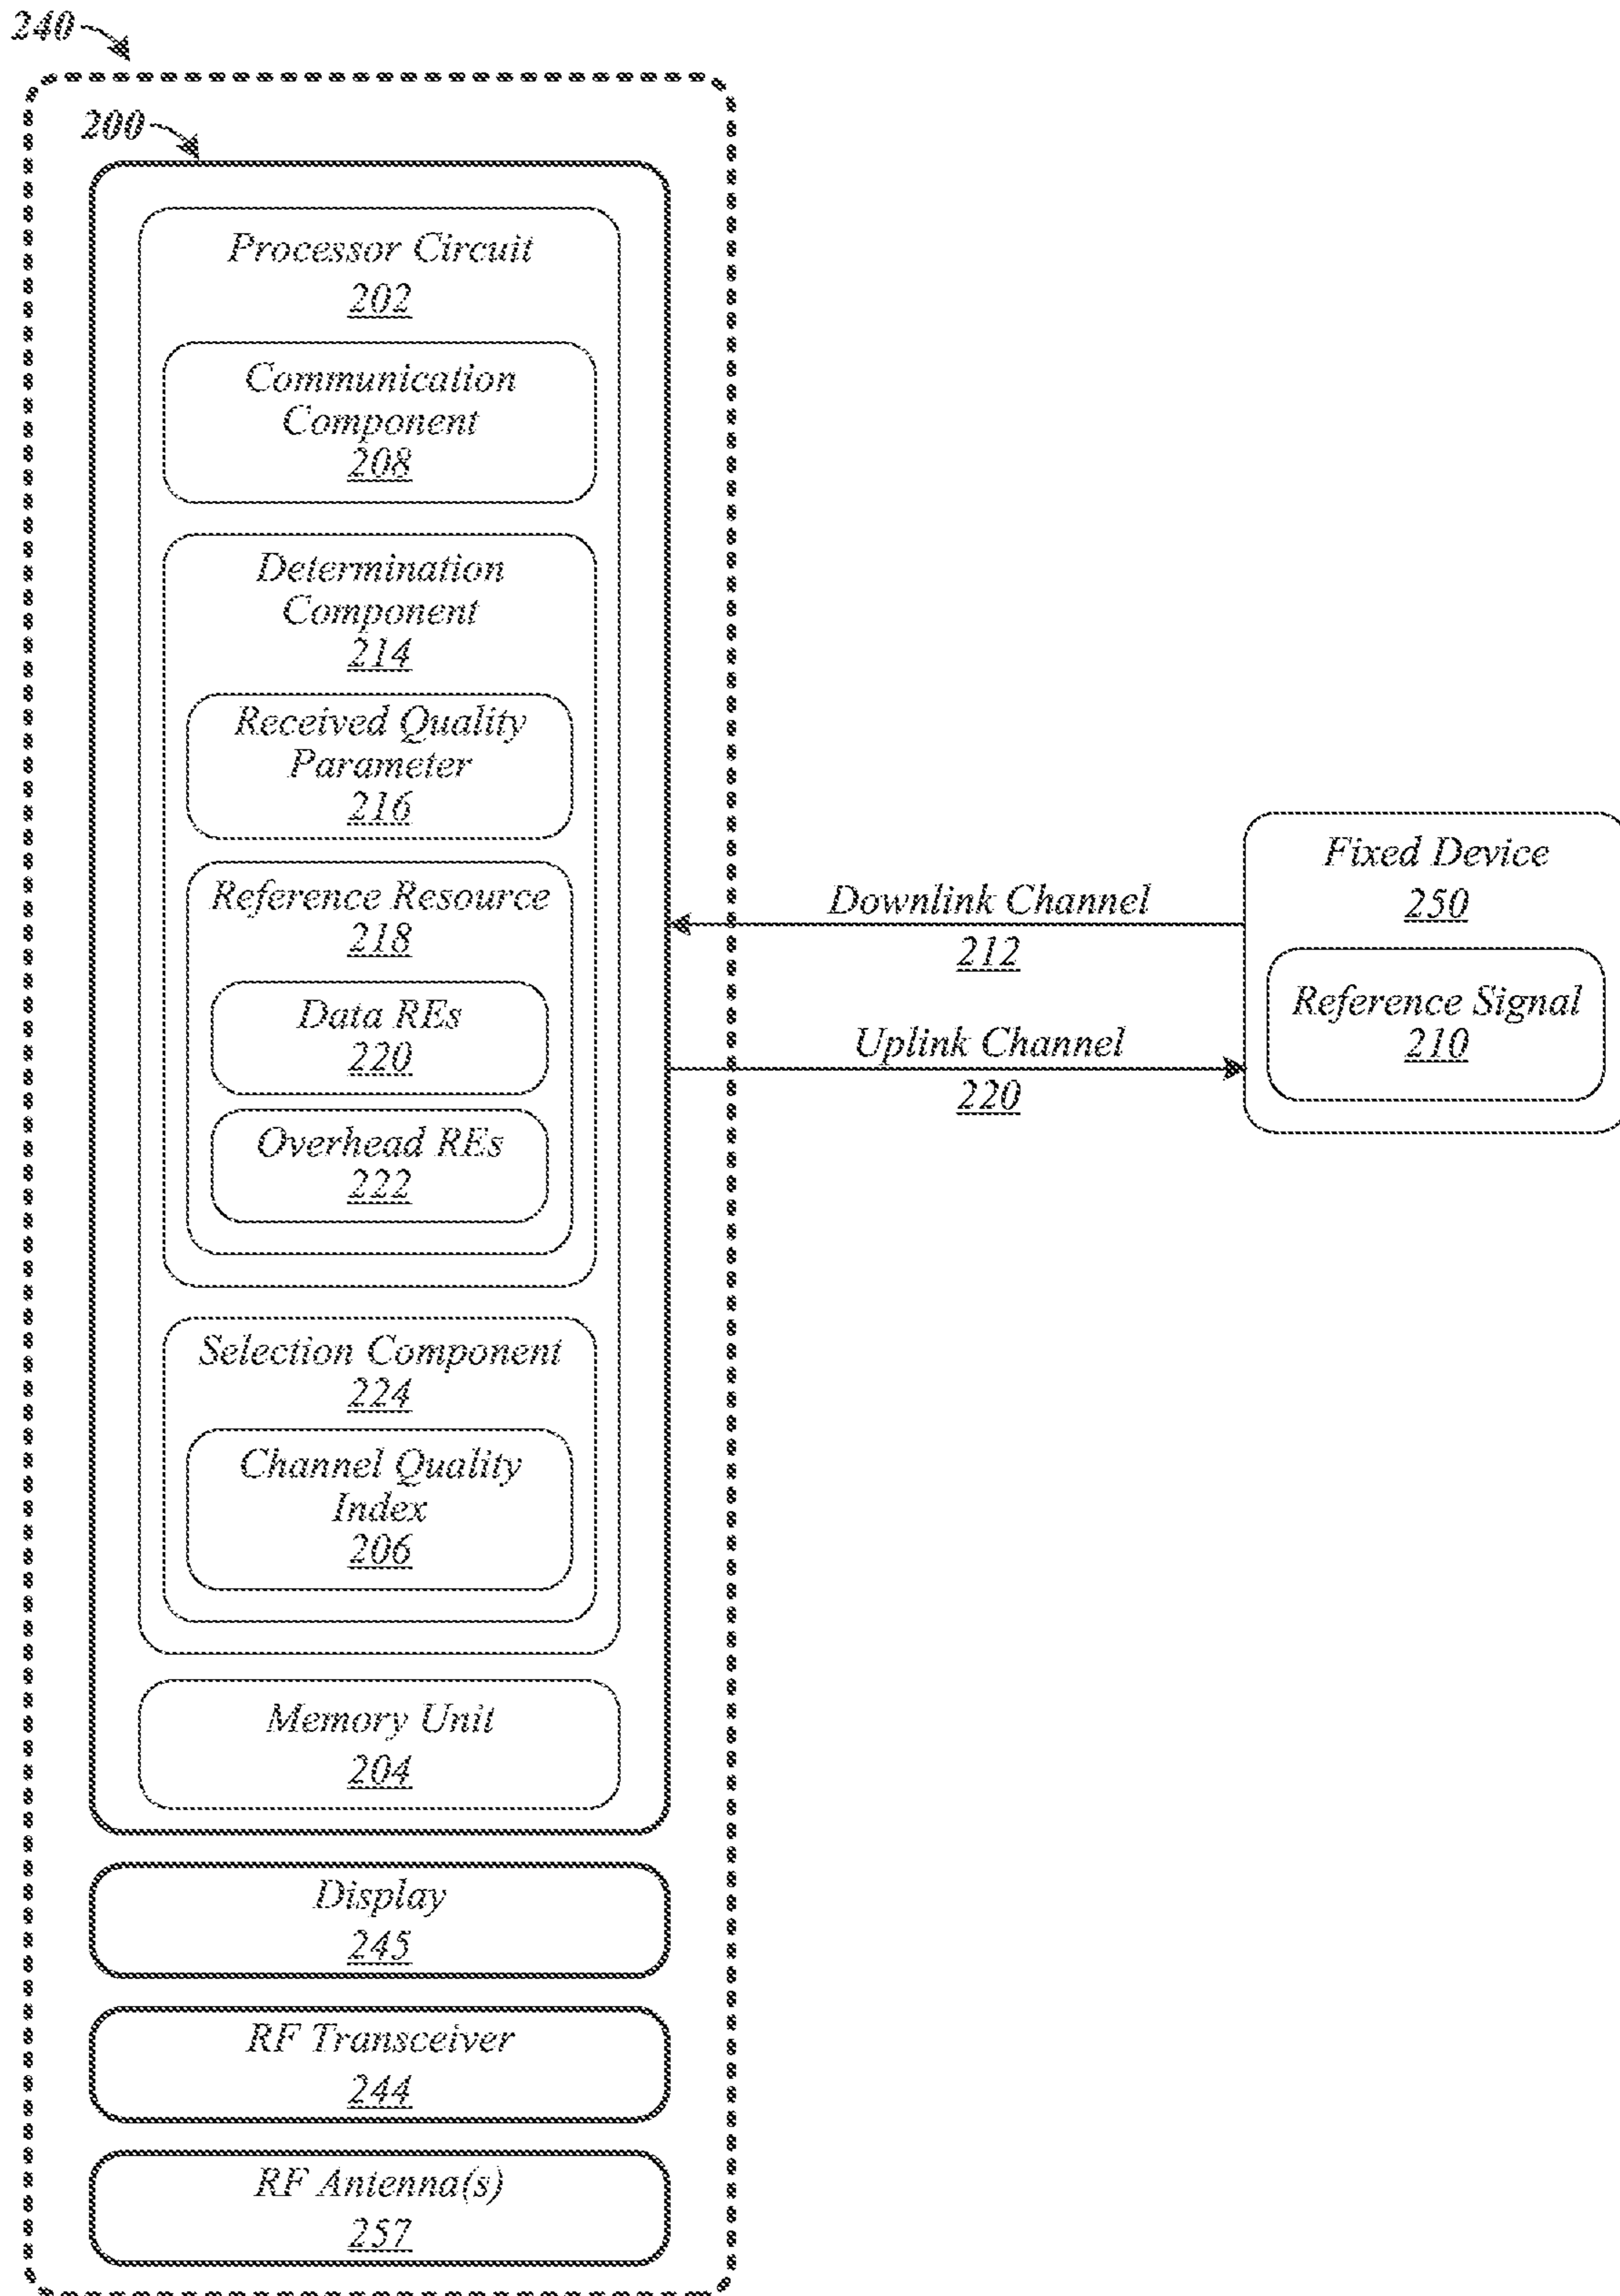 240
200
Processor Circuit
202
Communication
Component
208
Determination
Component
214
Received Quality
Parameter
216
Reference Resource
218
Data REs
220
Overhead REs
222
Selection Component
224
Channel Quality
Index
206
Memory Unit
204
Display
245
RF Transceiver
244
RF Antenna(s)
257
Downlink Channel
212
Uplink Channel
220
Fixed Device
250
Reference Signal
210